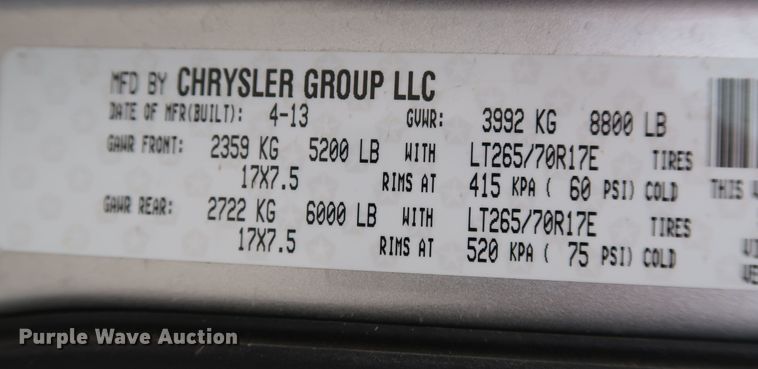 MFD BY CHRYSLER GROUP LLC
DATE OF MFR(BUILT): 4-13 GVWR: 3992 KG 8800 LB
GAWR FRONT: 2359 KG 5200 LB WITH LT265/70R17E TIRES
17X7.5 RIMS AT 415 KPA ( 60 PSI) COLD THIS
GAWR REAR: 2722 KG 6000 LB WITH LT265/70R17E TIRES
17X7.5 RIMS AT 520 KPA ( 75 PSI) COLD
Purple Wave Auction